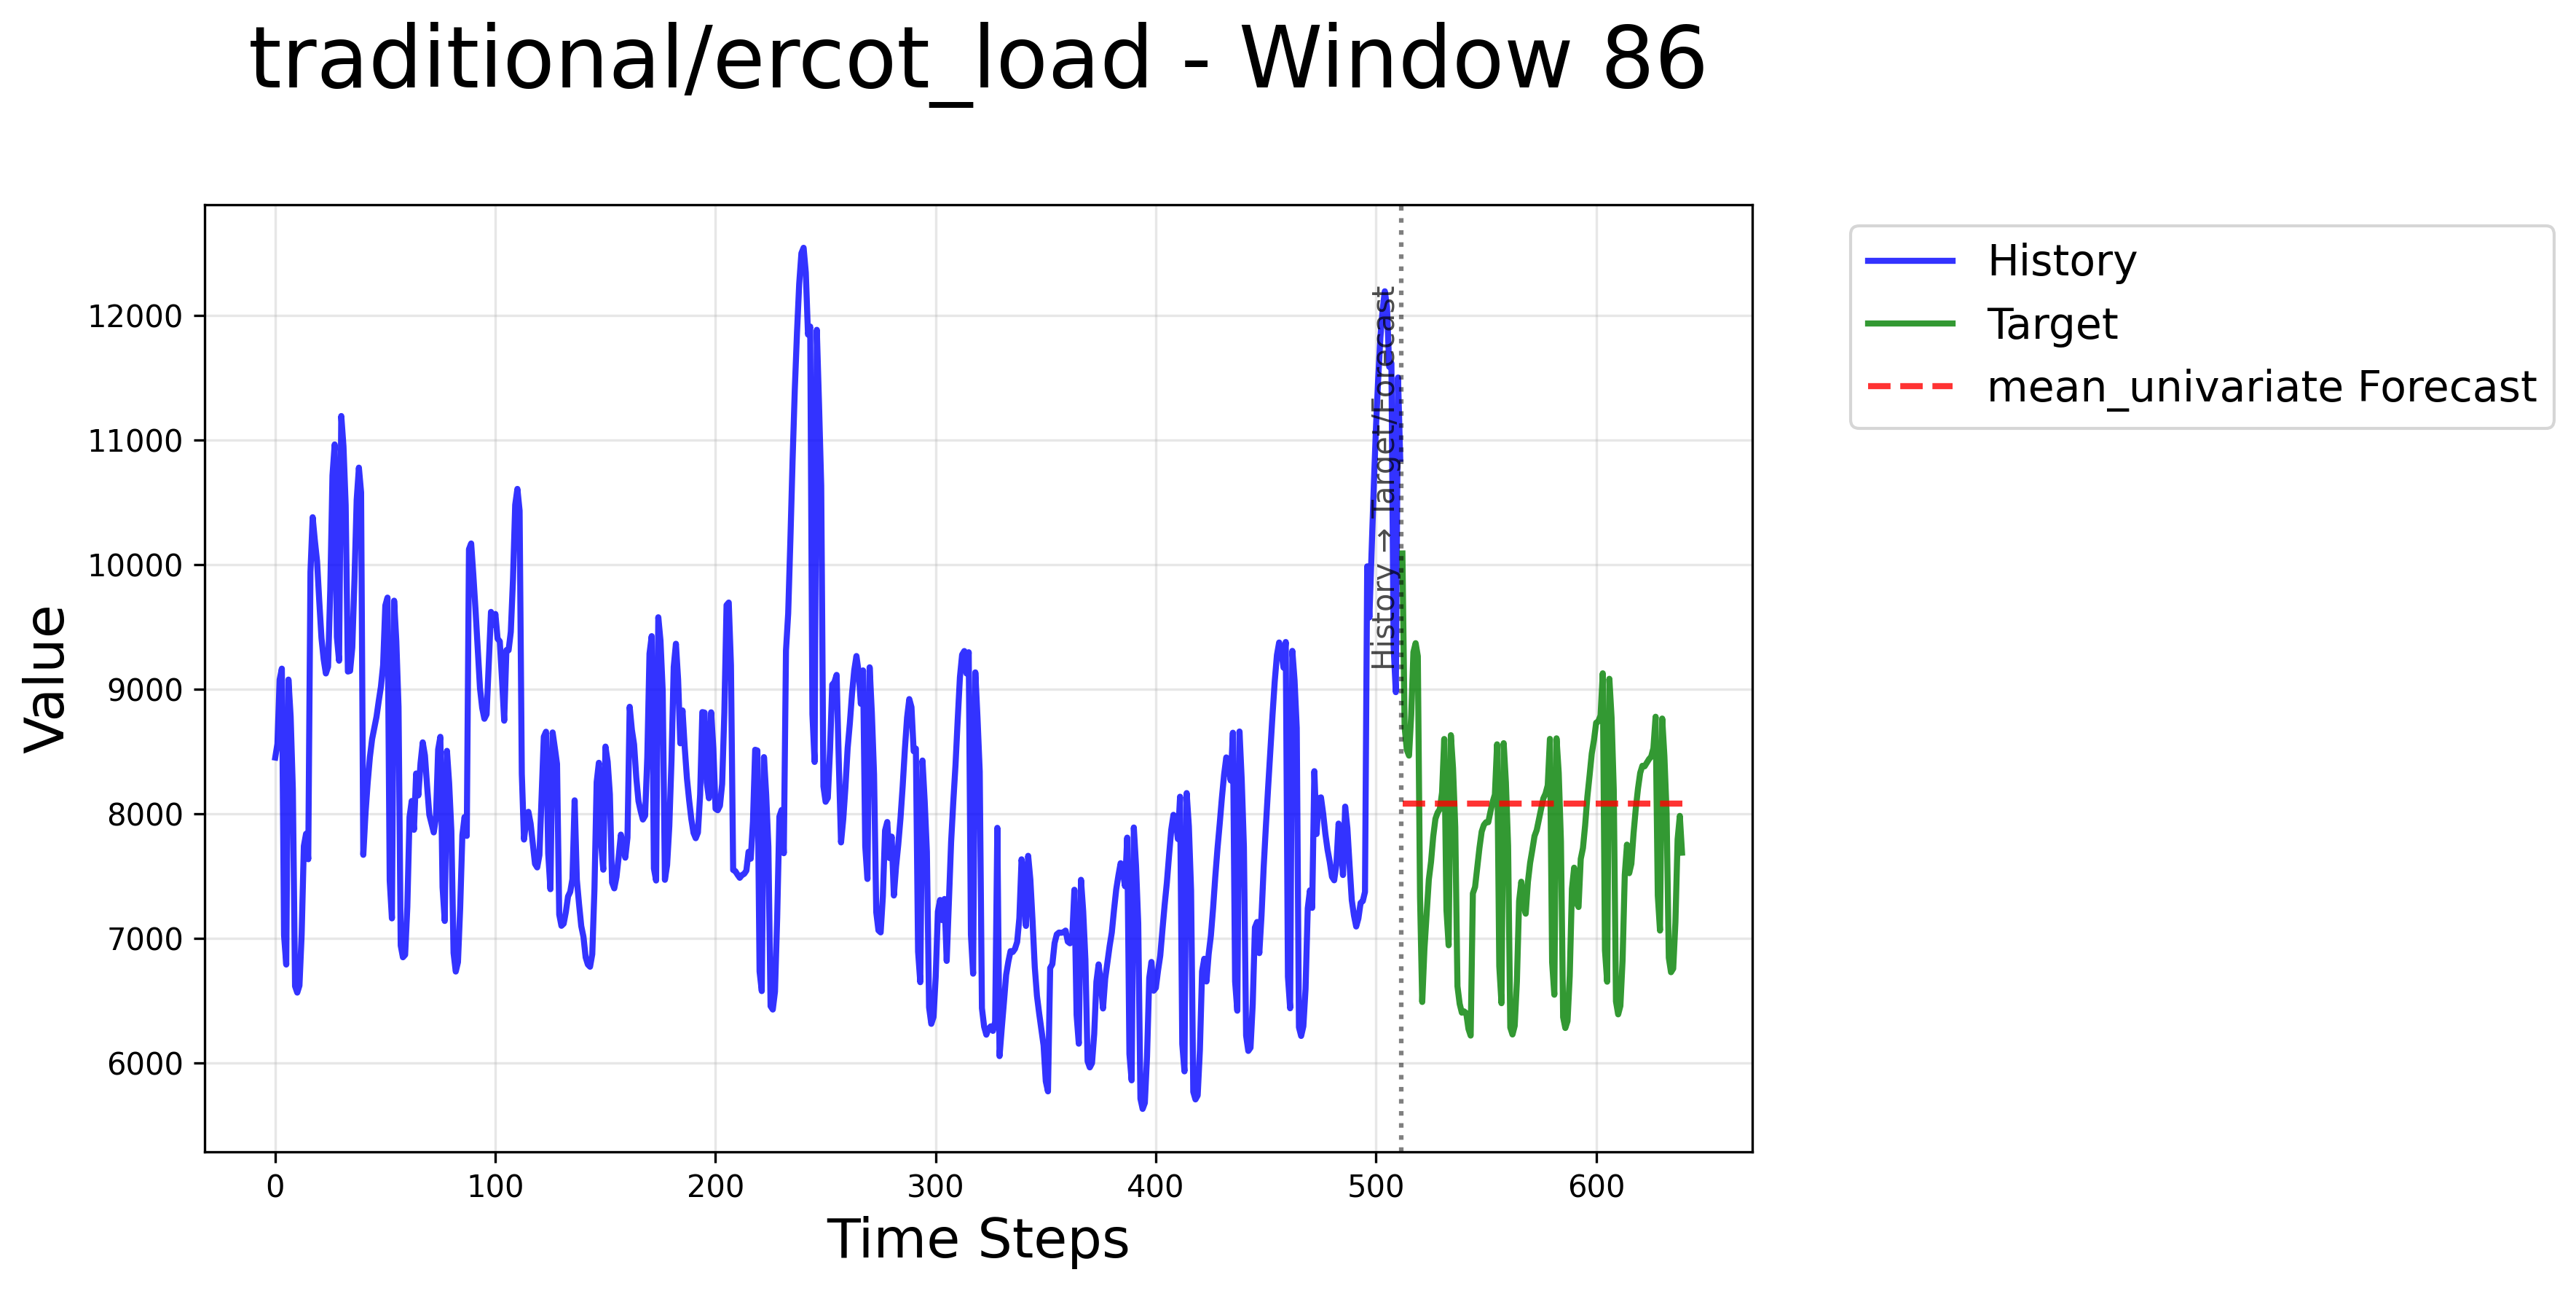 traditional/ercot_load - Window 86
History
Target
mean_univariate Forecast
Value
12000
11000
10000
9000
8000
7000
6000
History → Target/Forecast
0 100 200 300 400 500 600
Time Steps